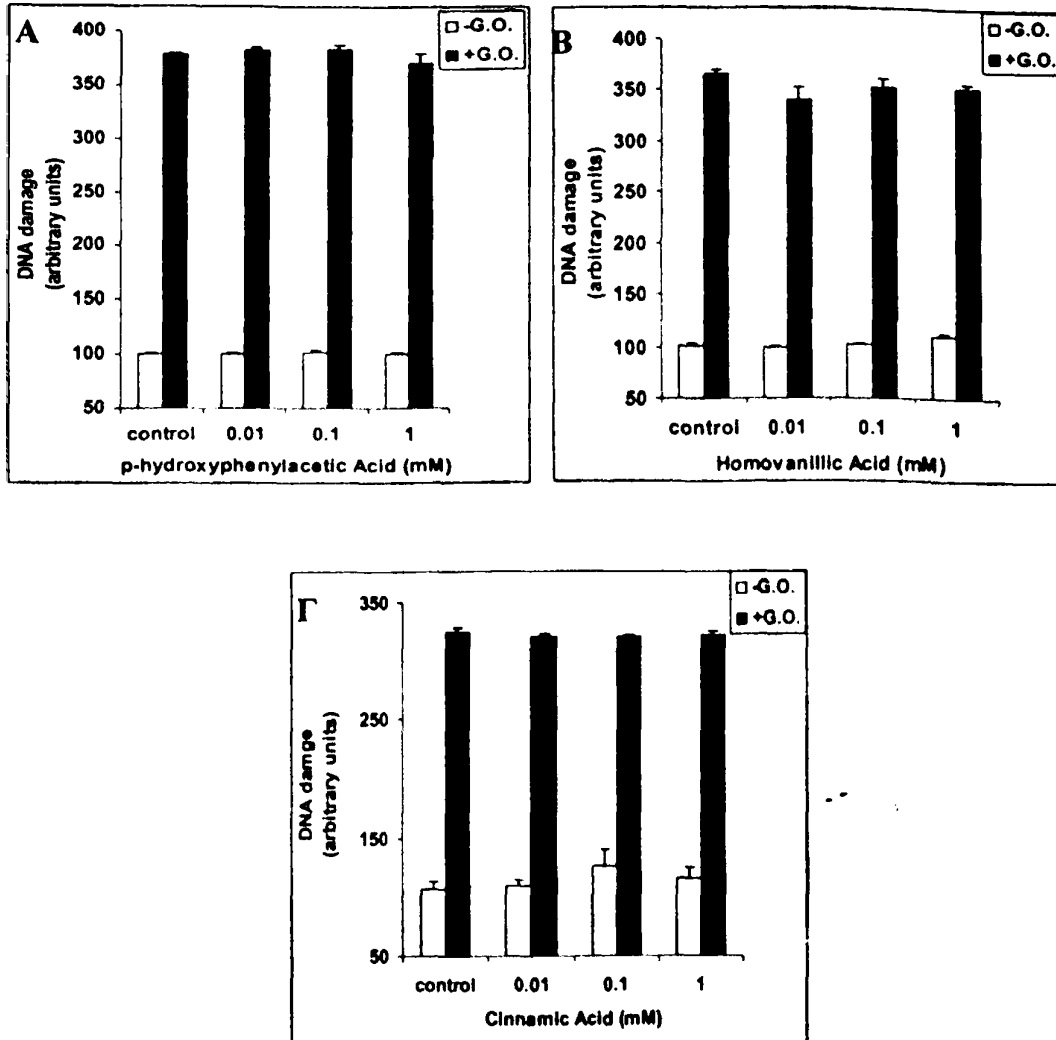 A
-G.O.
+G.O.
400
350
300
250
200
150
100
50
DNA damage
(arbitrary units)
control 0.01 0.1 1
p-hydroxyphenylacetic Acid (mM)
B
-G.O.
+G.O.
400
350
300
250
200
150
100
50
DNA damage
(arbitrary units)
control 0.01 0.1 1
Homovanillic Acid (mM)
Γ
-G.O.
+G.O.
350
250
150
50
DNA damge
(arbitrary units)
control 0.01 0.1 1
Cinnamic Acid (mM)